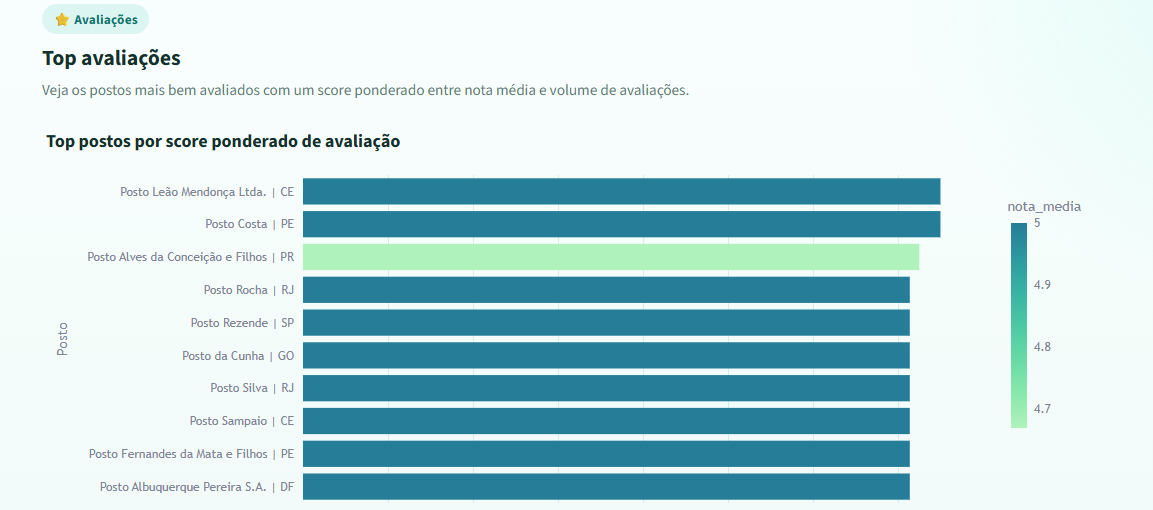 ⭐ Avaliações
Top avaliações
Veja os postos mais bem avaliados com um score ponderado entre nota média e volume de avaliações.
Top postos por score ponderado de avaliação
Posto
Posto Leão Mendonça Ltda. | CE
Posto Costa | PE
Posto Alves da Conceição e Filhos | PR
Posto Rocha | RJ
Posto Rezende | SP
Posto da Cunha | GO
Posto Silva | RJ
Posto Sampaio | CE
Posto Fernandes da Mata e Filhos | PE
Posto Albuquerque Pereira S.A. | DF
nota_media
5
4.9
4.8
4.7